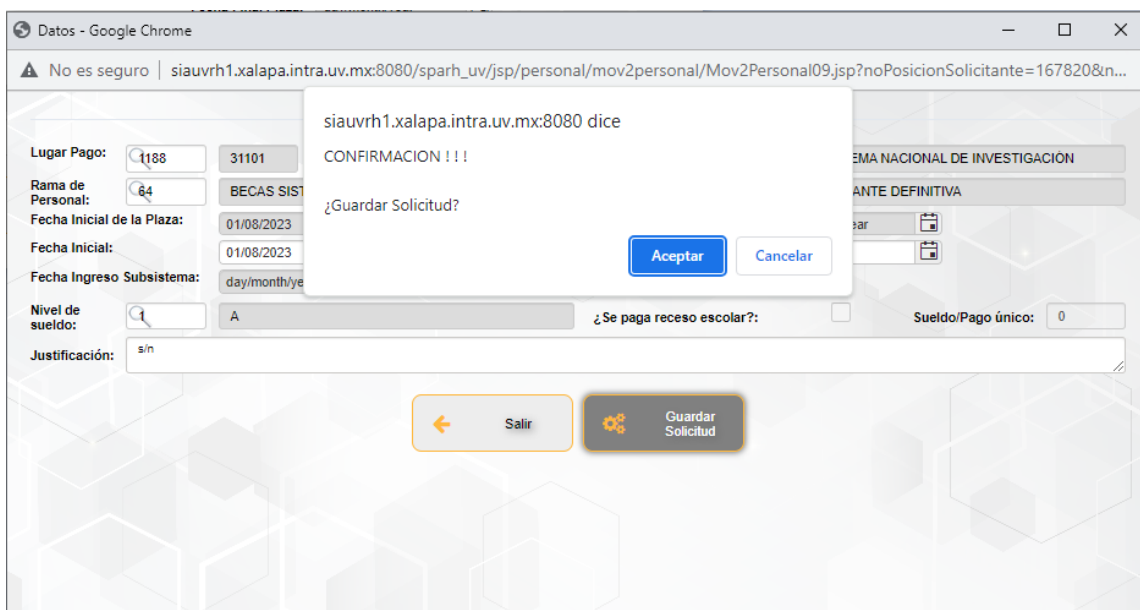 Datos - Google Chrome
No es seguro | siauvrh1.xalapa.intra.uv.mx:8080/sparh_uv/jsp/personal/mov2personal/Mov2Personal09.jsp?noPosicionSolicitante=167820&n...
siauvrh1.xalapa.intra.uv.mx:8080 dice
CONFIRMACION ! ! !
¿Guardar Solicitud?
Aceptar Cancelar
Lugar Pago: 1188 31101 EMA NACIONAL DE INVESTIGACIÓN
Rama de
Personal: 64 BECAS SIST ANTE DEFINITIVA
Fecha Inicial de la Plaza: 01/08/2023 ear
Fecha Inicial: 01/08/2023
Fecha Ingreso Subsistema: day/month/ye
Nivel de
sueldo: 1 A ¿Se paga receso escolar?: Sueldo/Pago único: 0
Justificación: s/n
Salir
Guardar
Solicitud